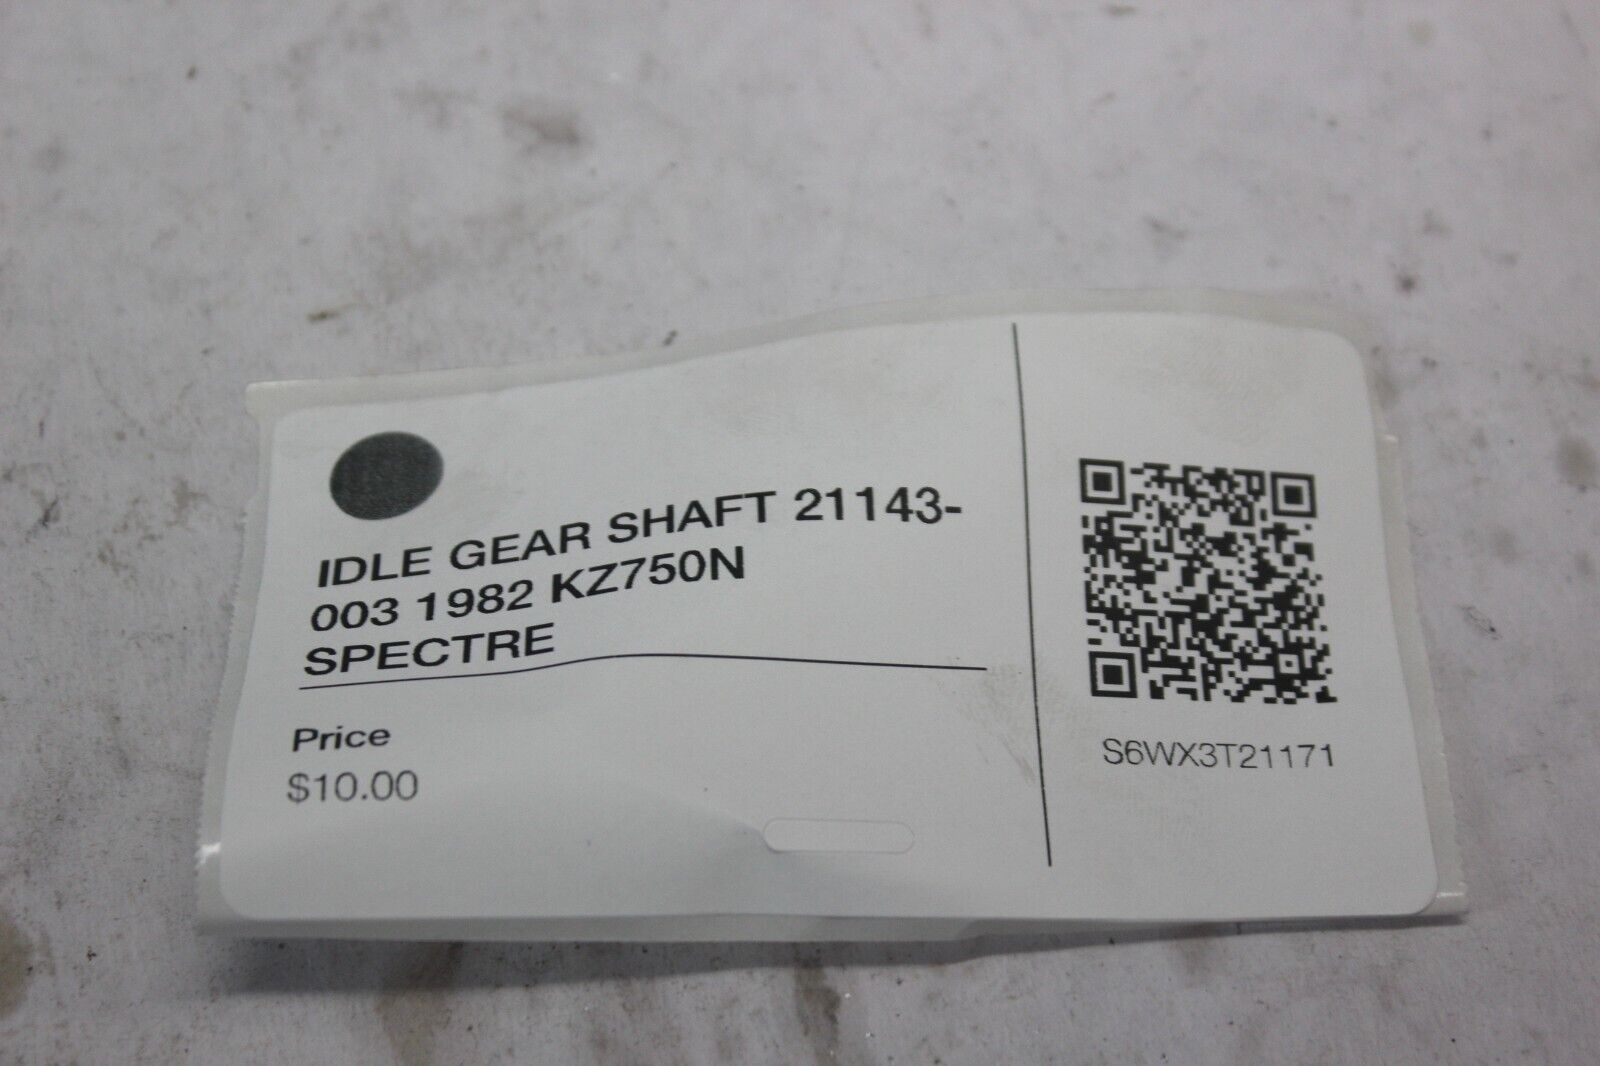 IDLE GEAR SHAFT 21143-
003 1982 KZ750N
SPECTRE
Price
$10.00
S6WX3T21171